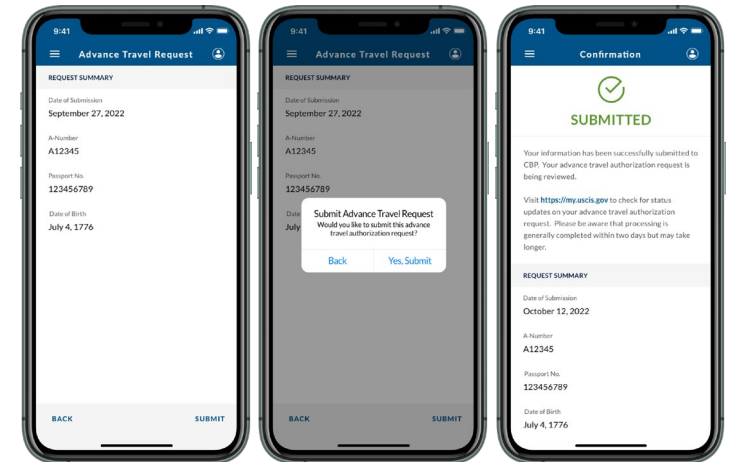 9:41
Advance Travel Request
REQUEST SUMMARY
Date of Submission
September 27, 2022
A-Number
A12345
Passport No.
123456789
Date of Birth
July 4, 1776
BACK SUBMIT
9:41
Advance Travel Request
REQUEST SUMMARY
Date of Submission
September 27, 2022
A-Number
A12345
Passport No.
123456789
Date
July
Submit Advance Travel Request
Would you like to submit this advance
travel authorization request?
Back Yes, Submit
BACK SUBMIT
9:41
Confirmation
SUBMITTED
Your information has been successfully submitted to
CBP. Your advance travel authorization request is
being reviewed.
Visit https://my.uscis.gov to check for status
updates on your advance travel authorization
request. Please be aware that processing is
generally completed within two days but may take
longer.
REQUEST SUMMARY
Date of Submission
October 12, 2022
A-Number
A12345
Passport No.
123456789
Date of Birth
July 4, 1776